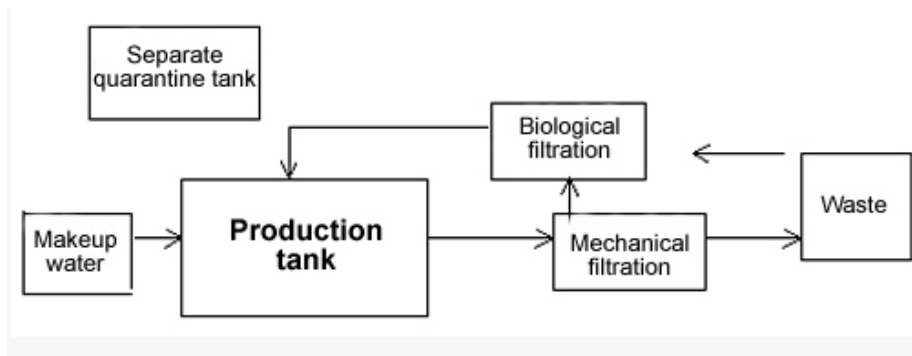 Separate
quarantine tank
Biological
filtration
Makeup
water
Production
tank
Mechanical
filtration
Waste